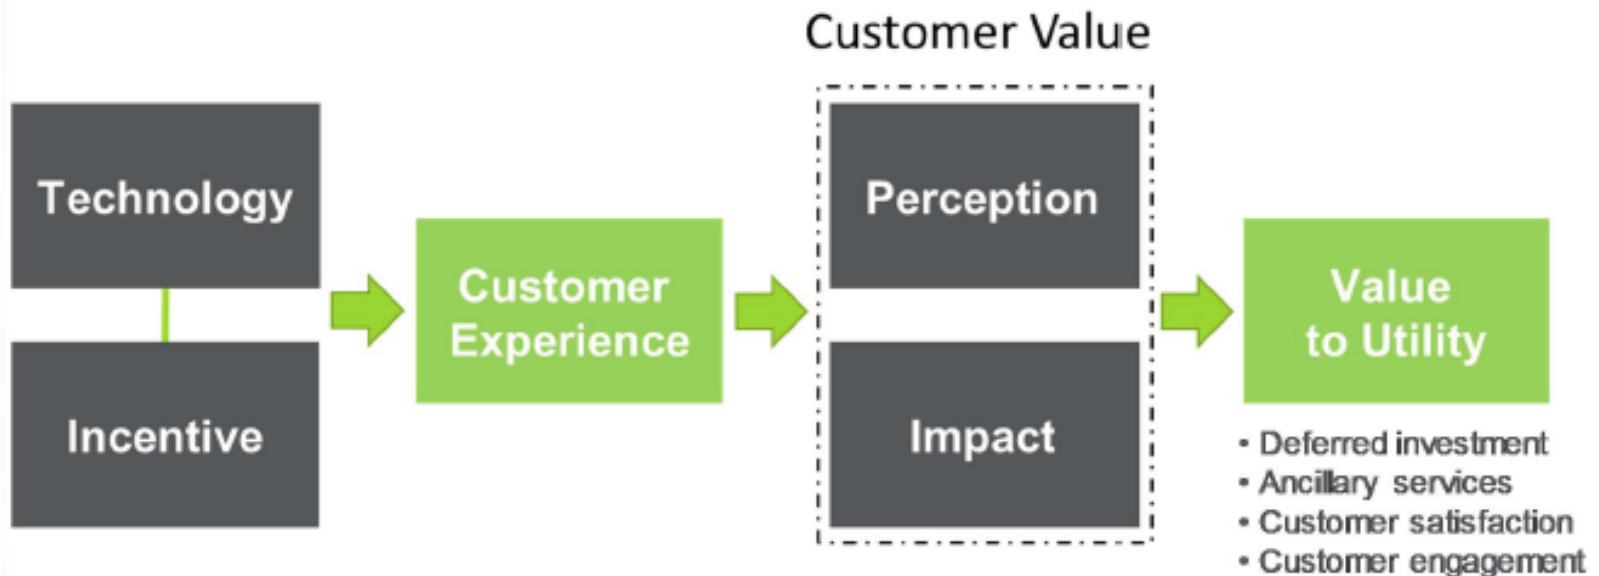 Customer Value
Technology
Incentive
Customer
Experience
Perception
Impact
Value
to Utility
• Deferred investment
• Ancillary services
• Customer satisfaction
• Customer engagement